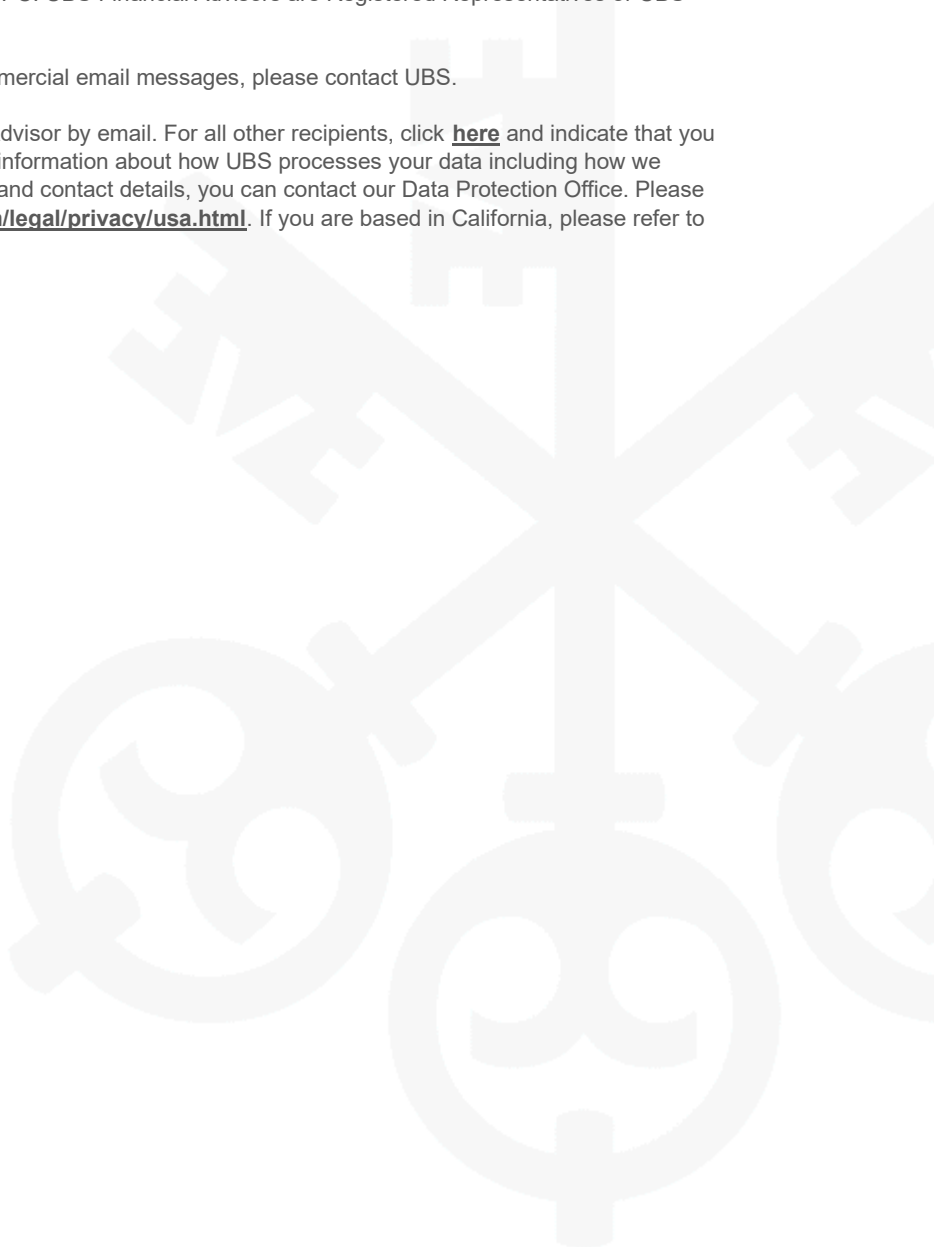 mercial email messages, please contact UBS.
dvisor by email. For all other recipients, click here and indicate that you
information about how UBS processes your data including how we
and contact details, you can contact our Data Protection Office. Please
/legal/privacy/usa.html. If you are based in California, please refer to